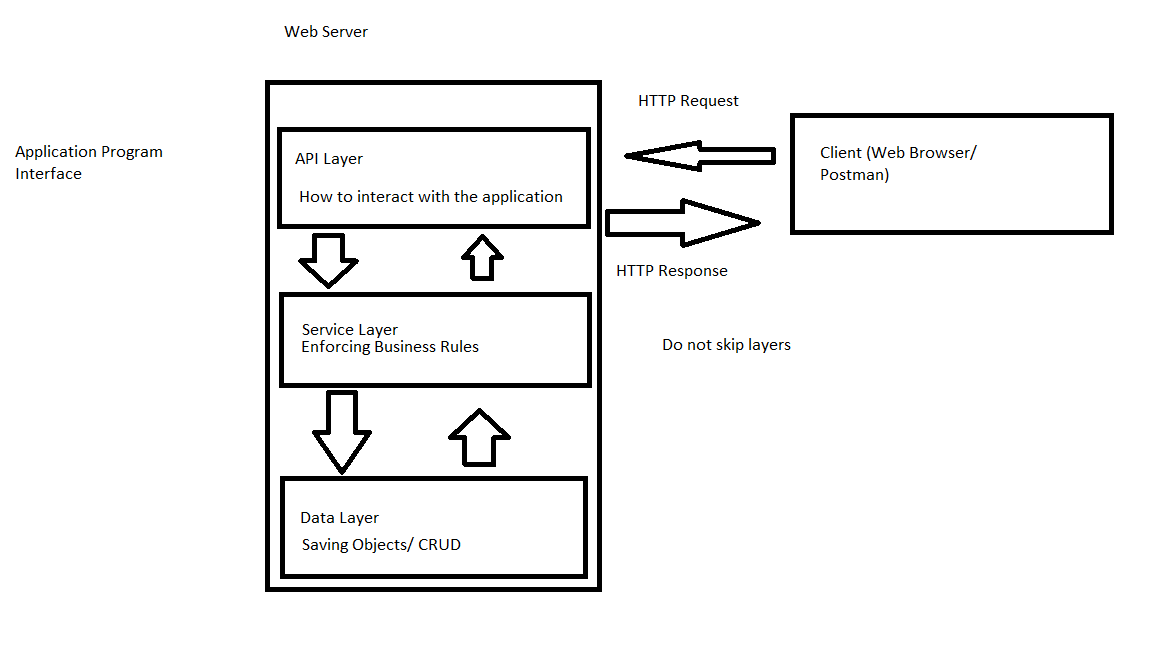 Web Server
HTTP Request
Application Program
Interface
API Layer
How to interact with the application
Client (Web Browser/
Postman)
HTTP Response
Service Layer
Enforcing Business Rules
Do not skip layers
Data Layer
Saving Objects/ CRUD